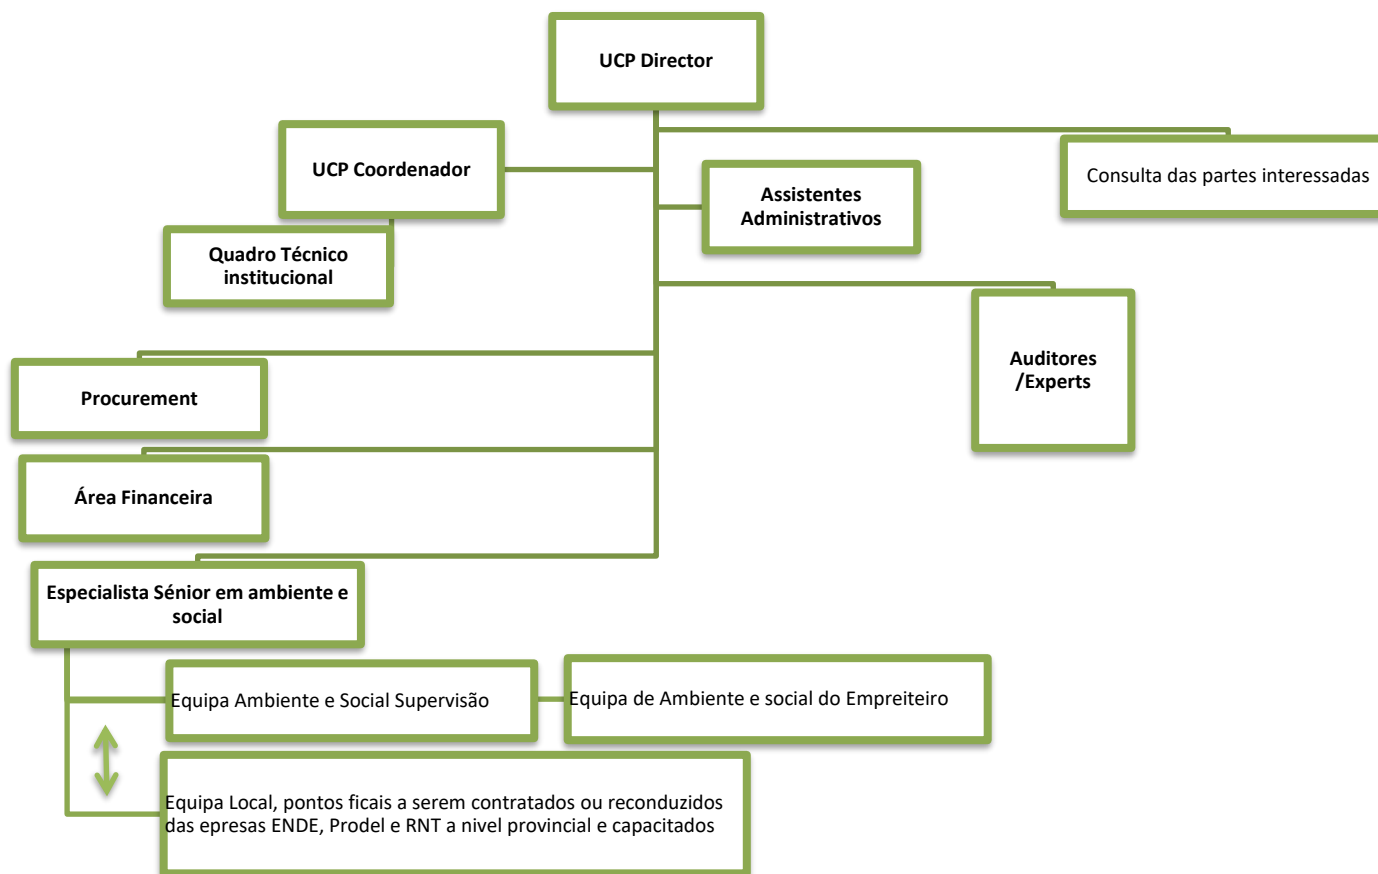 UCP Director
UCP Coordenador
Consulta das partes interessadas
Assistentes
Administrativos
Quadro Técnico
institucional
Auditores
/Experts
Procurement
Área Financeira
Especialista Sénior em ambiente e
social
Equipa Ambiente e Social Supervisão
Equipa de Ambiente e social do Empreiteiro
Equipa Local, pontos ficais a serem contratados ou reconduzidos
das epresas ENDE, Prodel e RNT a nivel provincial e capacitados